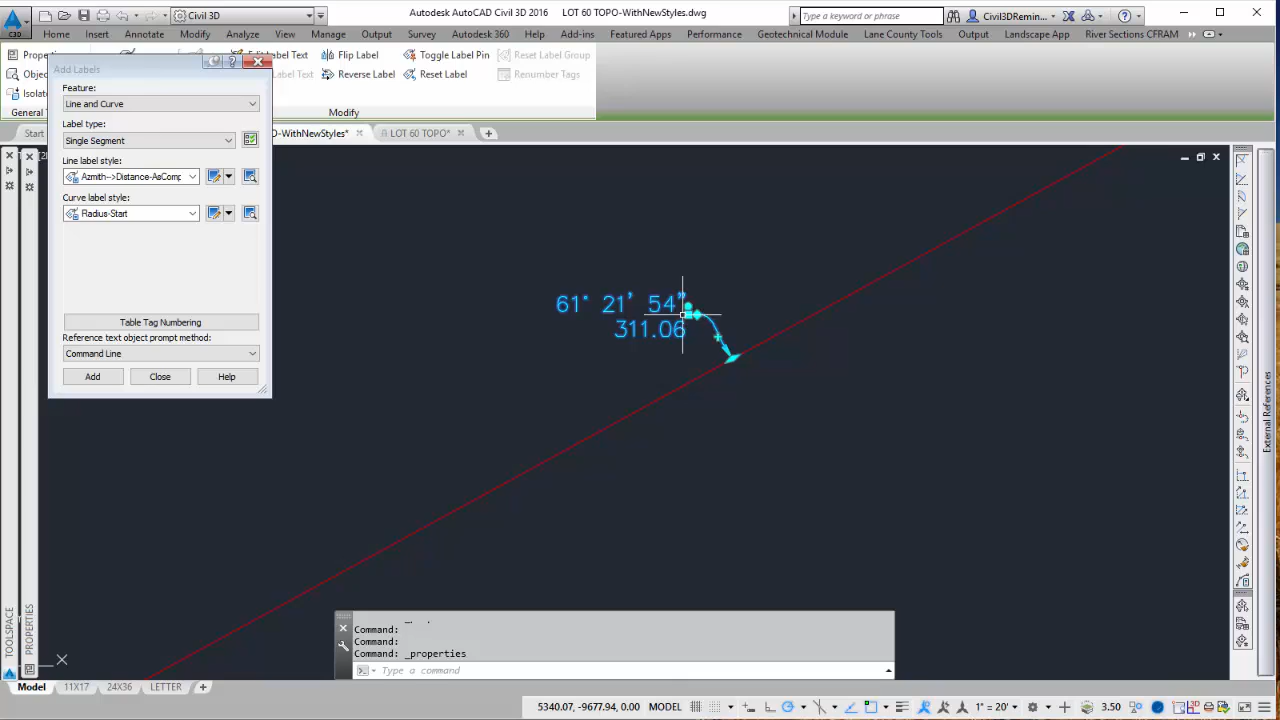 Autodesk AutoCAD Civil 3D 2016 LOT 60 TOPO-WithNewStyles.dwg
Civil 3D
Type a keyword or phrase
Civil3DRemin...
C3D
Home Insert Annotate Modify Analyze View Manage Output Survey Autodesk 360 Help Add-ins Featured Apps Performance Geotechnical Module Lane County Tools Output Landscape App River Sections CFRAM
Edit Label Text Flip Label Toggle Label Pin Reset Label Group
Label Text Reverse Label Reset Label Renumber Tags
Modify
Add Labels
Feature:
Line and Curve
Label type:
Single Segment
Line label style:
Azmith-->Distance-AsComp
Curve label style:
Radius-Start
Table Tag Numbering
Reference text object prompt method:
Command Line
Add Close Help
Start
D-WithNewStyles*
LOT 60 TOPO*
61° 21' 54"
311.06
External References
TOOLSPACE
PROPERTIES
Command:
Command:
Command: _properties
Type a command
Model 11X17 24X36 LETTER
5340.07, -9677.94, 0.00 MODEL 1" = 20' 3.50